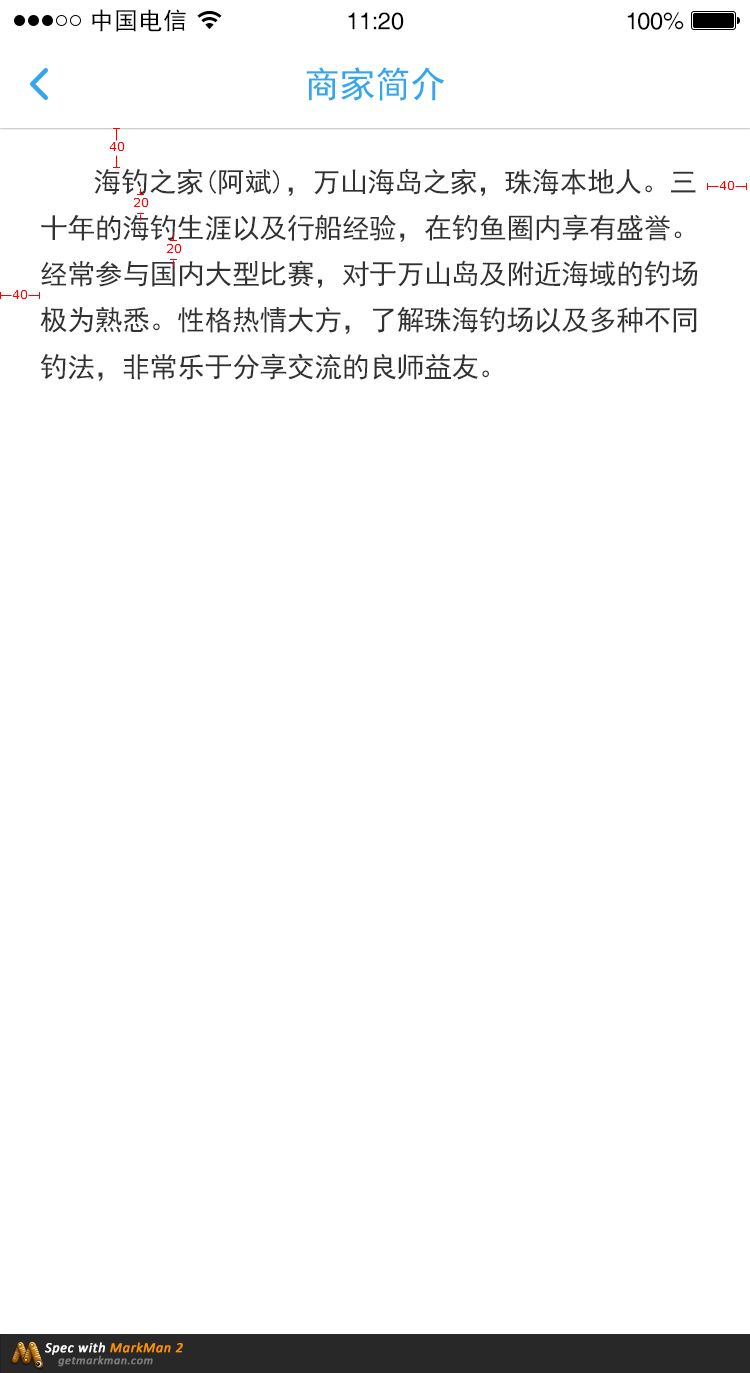 中国电信 11:20 100%
商家简介
40
海钓之家(阿斌)，万山海岛之家，珠海本地人。三
40
20
十年的海钓生涯以及行船经验，在钓鱼圈内享有盛誉。
20
经常参与国内大型比赛，对于万山岛及附近海域的钓场
40
极为熟悉。性格热情大方，了解珠海钓场以及多种不同
钓法，非常乐于分享交流的良师益友。
Spec with MarkMan 2
getmarkman.com